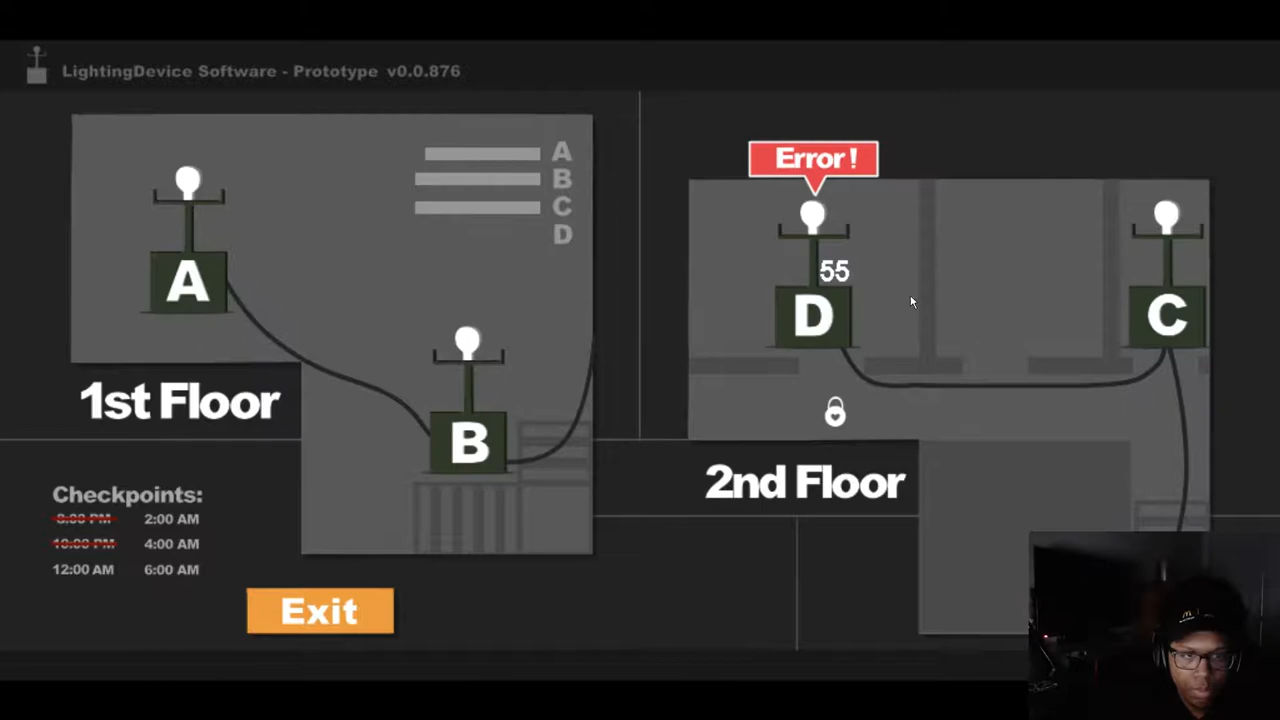 LightingDevice Software - Prototype v0.0.876
A
B
C
D
A
B
1st Floor
Error!
55
D
C
2nd Floor
Checkpoints:
8:00 PM 2:00 AM
10:00 PM 4:00 AM
12:00 AM 6:00 AM
Exit